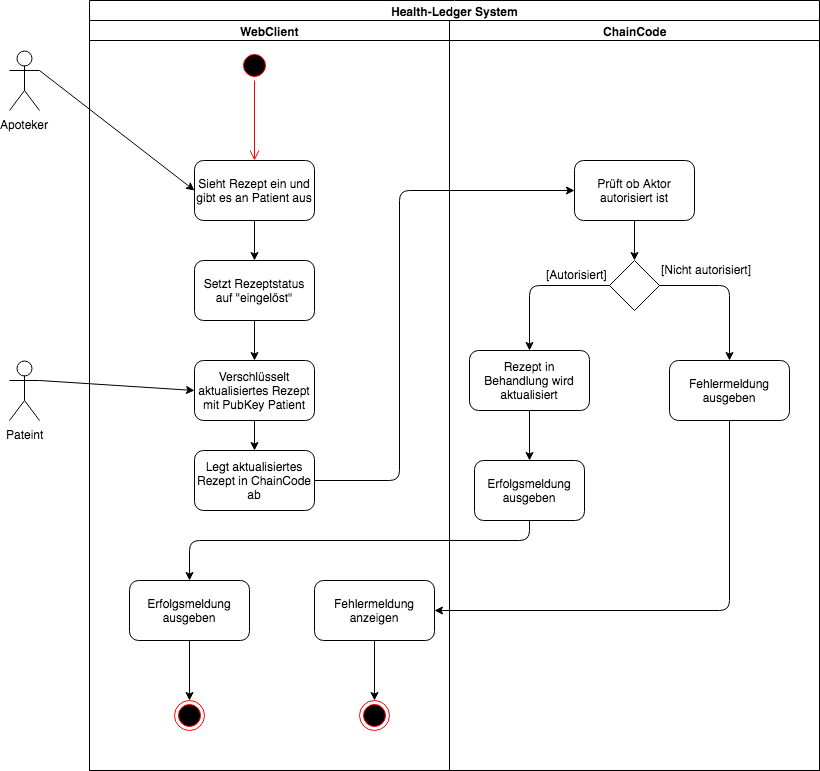 Health-Ledger System
WebClient
ChainCode
Apoteker
Sieht Rezept ein und
gibt es an Patient aus
Prüft ob Aktor
autorisiert ist
[Autorisiert]
[Nicht autorisiert]
Setzt Rezeptstatus
auf "eingelöst"
Pateint
Verschlüsselt
aktualisiertes Rezept
mit PubKey Patient
Rezept in
Behandlung wird
aktualisiert
Fehlermeldung
ausgeben
Legt aktualisiertes
Rezept in ChainCode
ab
Erfolgsmeldung
ausgeben
Erfolgsmeldung
ausgeben
Fehlermeldung
anzeigen